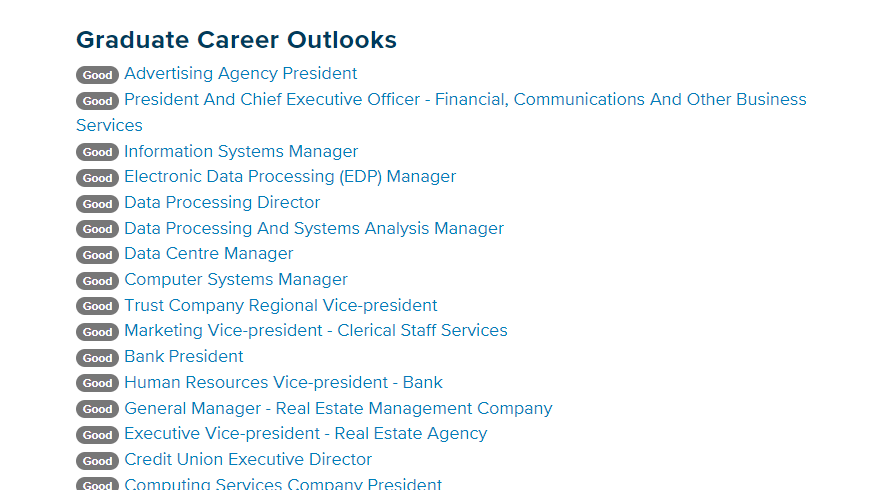 Graduate Career Outlooks
Good Advertising Agency President
Good President And Chief Executive Officer - Financial, Communications And Other Business
Services
Good Information Systems Manager
Good Electronic Data Processing (EDP) Manager
Good Data Processing Director
Good Data Processing And Systems Analysis Manager
Good Data Centre Manager
Good Computer Systems Manager
Good Trust Company Regional Vice-president
Good Marketing Vice-president - Clerical Staff Services
Good Bank President
Good Human Resources Vice-president - Bank
Good General Manager - Real Estate Management Company
Good Executive Vice-president - Real Estate Agency
Good Credit Union Executive Director
Good Computing Services Company President